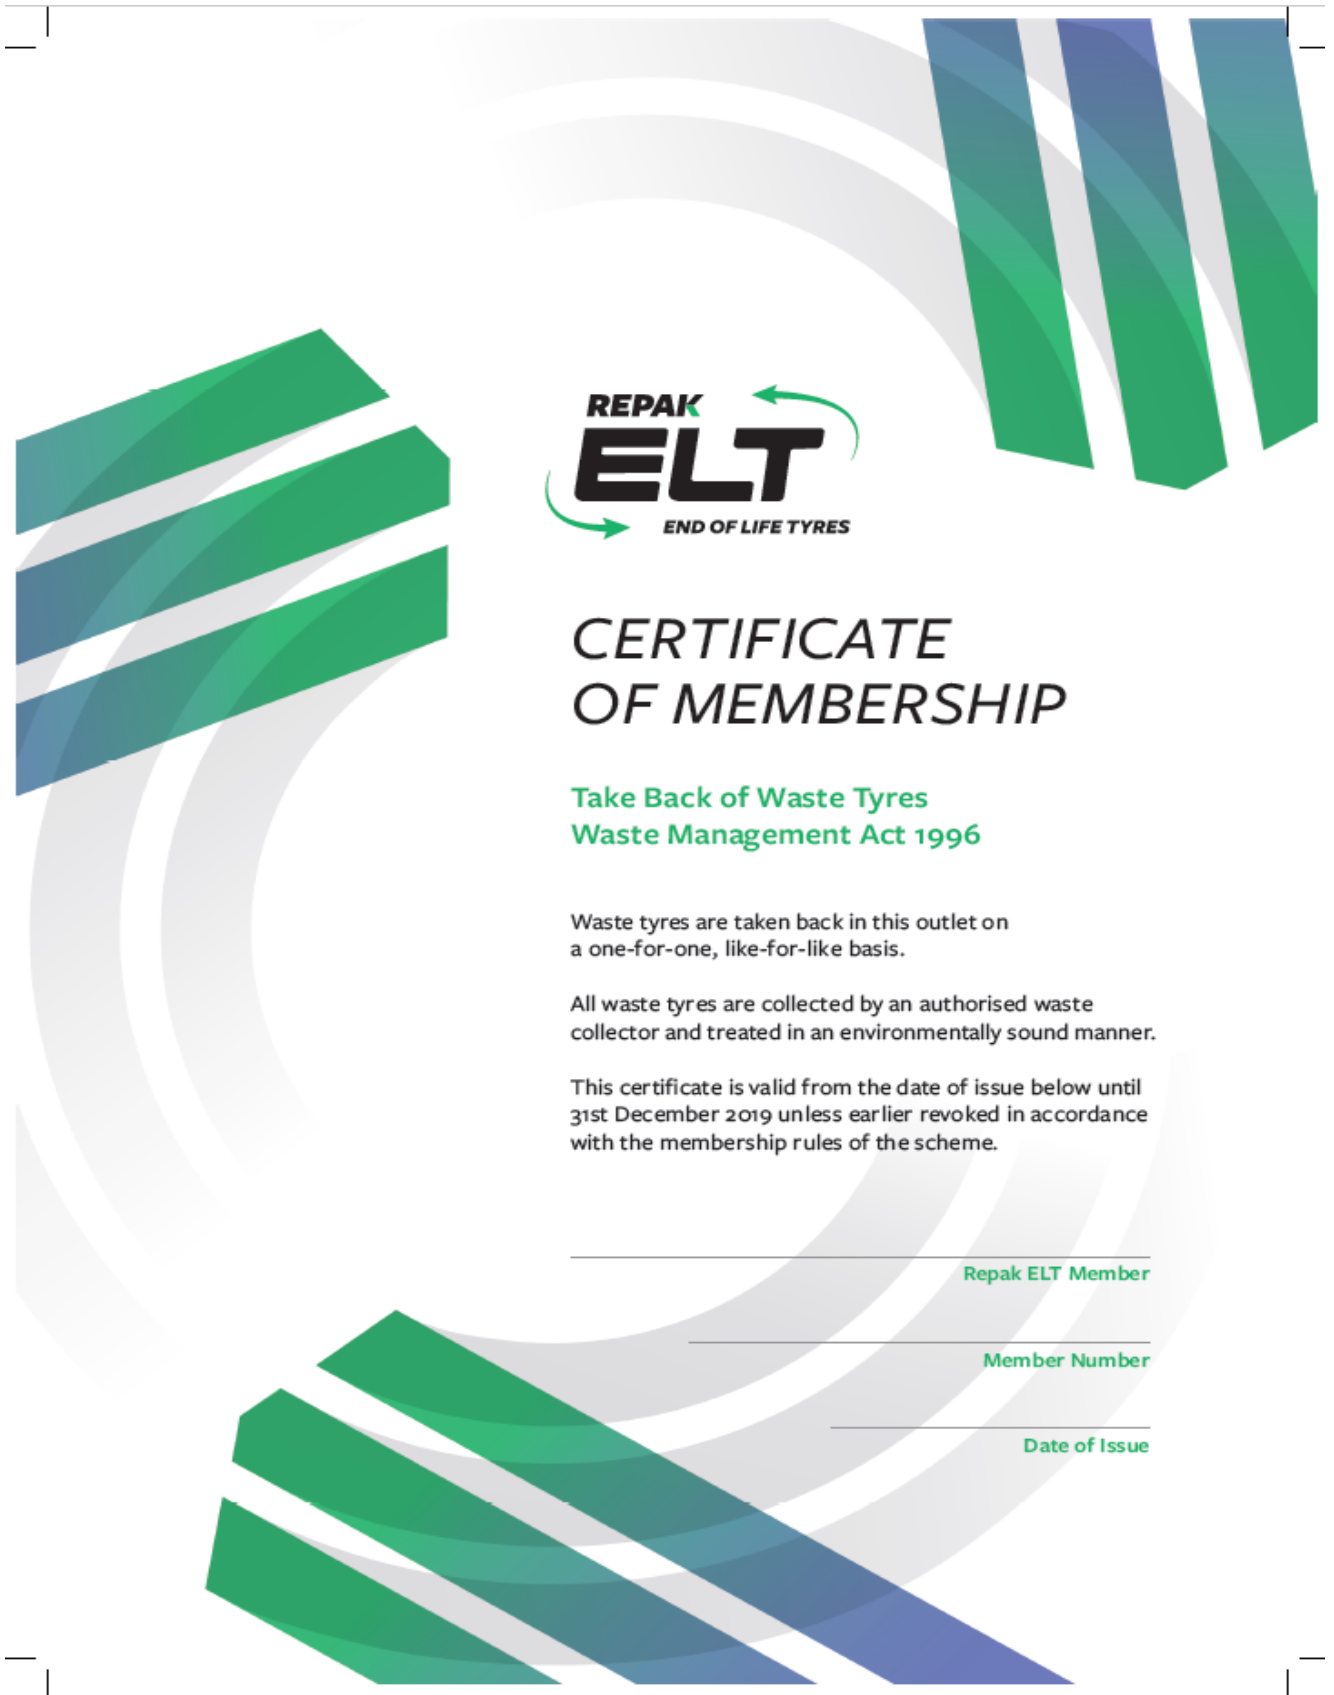 REPAK
ELT
END OF LIFE TYRES
CERTIFICATE
OF MEMBERSHIP
Take Back of Waste Tyres
Waste Management Act 1996
Waste tyres are taken back in this outlet on
a one-for-one, like-for-like basis.
All waste tyres are collected by an authorised waste
collector and treated in an environmentally sound manner.
This certificate is valid from the date of issue below until
31st December 2019 unless earlier revoked in accordance
with the membership rules of the scheme.
Repak ELT Member
Member Number
Date of Issue